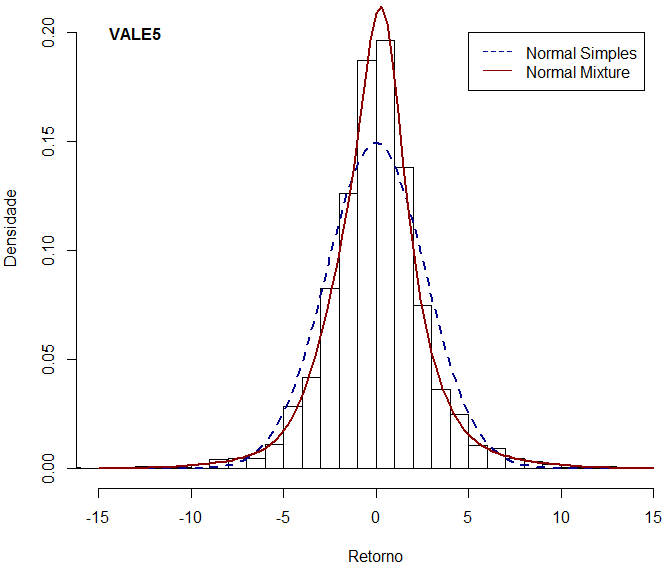 VALE5
Normal Simples
Normal Mixture
0.20
0.15
0.10
0.05
0.00
Densidade
-15 -10 -5 0 5 10 15
Retorno